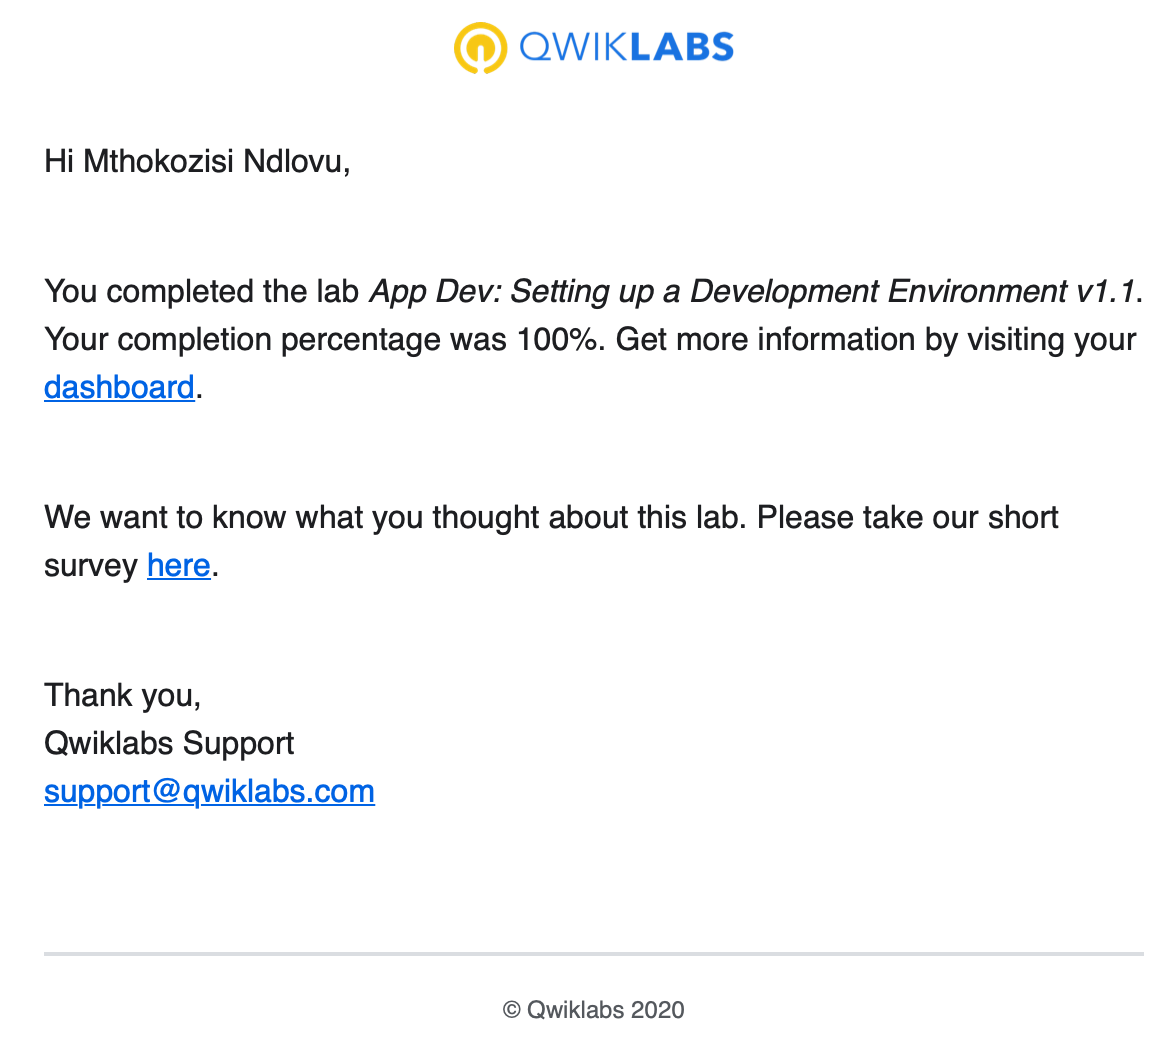 QWIKLABS
Hi Mthokozisi Ndlovu,
You completed the lab App Dev: Setting up a Development Environment v1.1.
Your completion percentage was 100%. Get more information by visiting your
dashboard.
We want to know what you thought about this lab. Please take our short
survey here.
Thank you,
Qwiklabs Support
support@qwiklabs.com
© Qwiklabs 2020